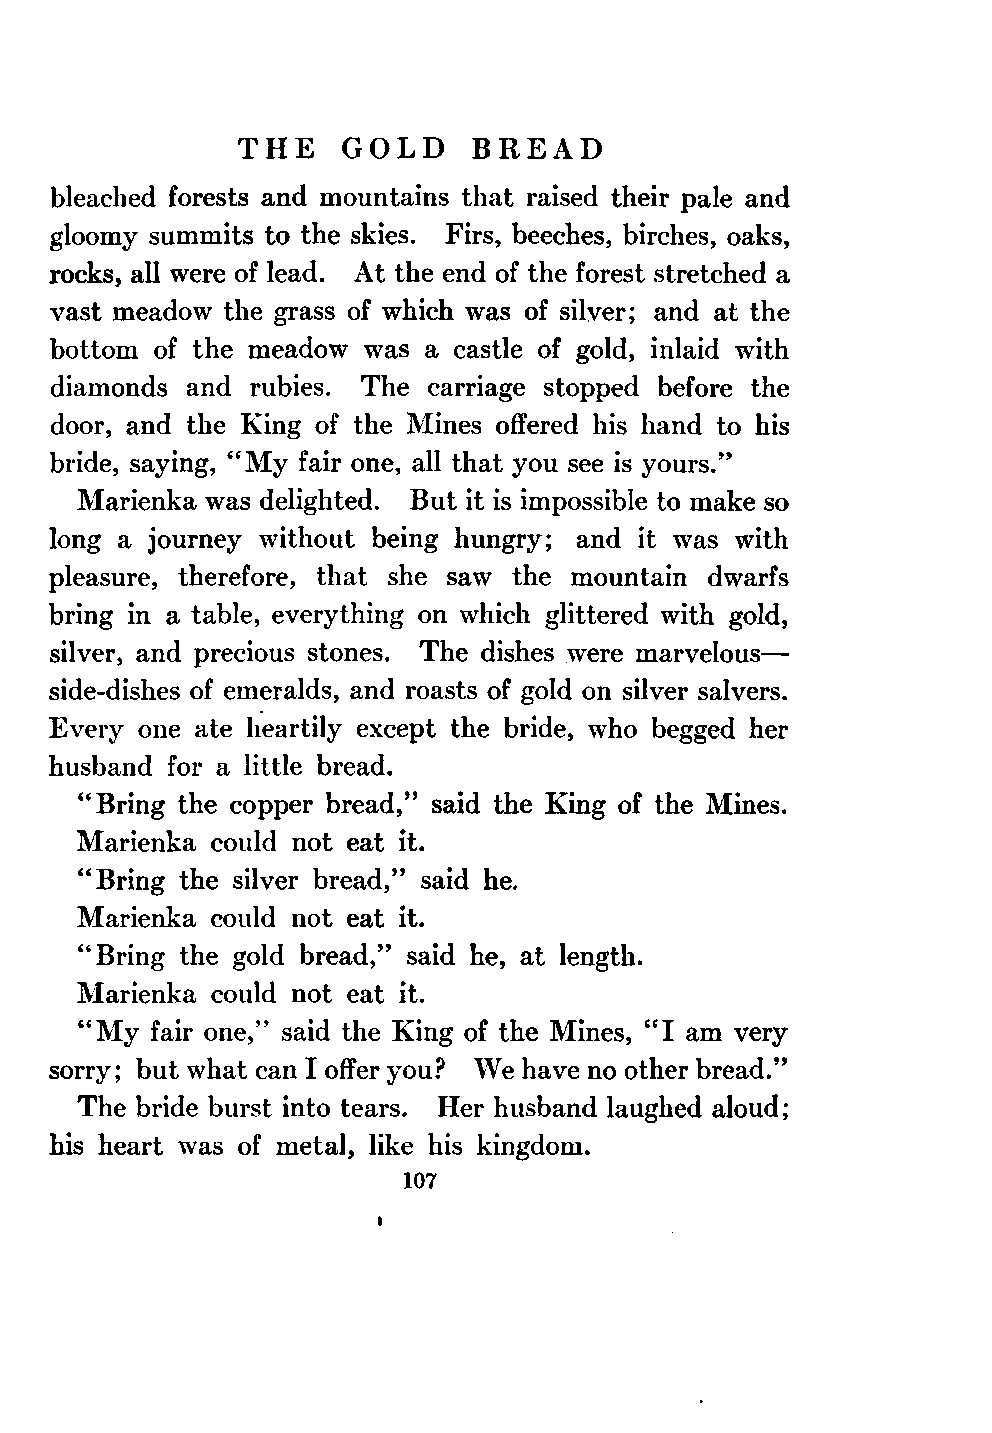 THE GOLD BREAD
bleached forests and mountains that raised their pale and
gloomy summits to the skies. Firs, beeches, birches, oaks,
rocks, all were of lead. At the end of the forest stretched a
vast meadow the grass of which was of silver; and at the
bottom of the meadow was a castle of gold, inlaid with
diamonds and rubies. The carriage stopped before the
door, and the King of the Mines offered his hand to his
bride, saying, “My fair one, all that you see is yours.”
Marienka was delighted. But it is impossible to make so
long a journey without being hungry; and it was with
pleasure, therefore, that she saw the mountain dwarfs
bring in a table, everything on which glittered with gold,
silver, and precious stones. The dishes were marvelous—
side-dishes of emeralds, and roasts of gold on silver salvers.
Every one ate heartily except the bride, who begged her
husband for a little bread.
“Bring the copper bread,” said the King of the Mines.
Marienka could not eat it.
“Bring the silver bread,” said he.
Marienka could not eat it.
“Bring the gold bread,” said he, at length.
Marienka could not eat it.
“My fair one,” said the King of the Mines, “I am very
sorry; but what can I offer you? We have no other bread.”
The bride burst into tears. Her husband laughed aloud;
his heart was of metal, like his kingdom.
107